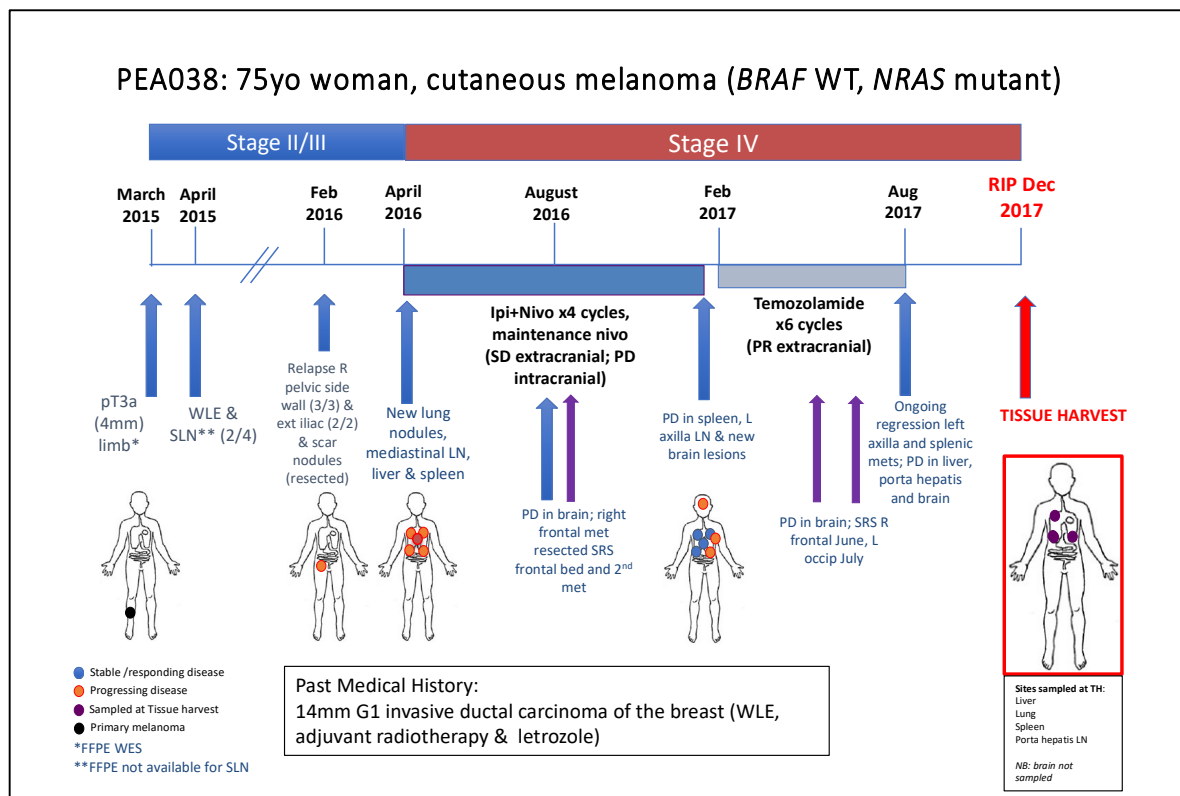 PEA038: 75yo woman, cutaneous melanoma (BRAF WT, NRAS mutant)
Stage II/III
Stage IV
March
2015
April
2015
Feb
2016
April
2016
August
2016
Feb
2017
Aug
2017
RIP Dec
2017
Ipi+Nivo x4 cycles,
maintenance nivo
(SD extracranial; PD
intracranial)
Temozolamide
x6 cycles
(PR extracranial)
pT3a
(4mm)
limb*
WLE &
SLN** (2/4)
Relapse R
pelvic side
wall (3/3) &
ext iliac (2/2)
& scar
nodules
(resected)
New lung
nodules,
mediastinal LN,
liver & spleen
PD in brain; right
frontal met
resected SRS
frontal bed and 2nd
met
PD in spleen, L
axilla LN & new
brain lesions
PD in brain; SRS R
frontal June, L
occip July
Ongoing
regression left
axilla and splenic
mets; PD in liver,
porta hepatis
and brain
TISSUE HARVEST
Stable /responding disease
Progressing disease
Sampled at Tissue harvest
Primary melanoma
*FFPE WES
**FFPE not available for SLN
Past Medical History:
14mm G1 invasive ductal carcinoma of the breast (WLE,
adjuvant radiotherapy & letrozole)
Sites sampled at TH:
Liver
Lung
Spleen
Porta hepatis LN
NB: brain not
sampled